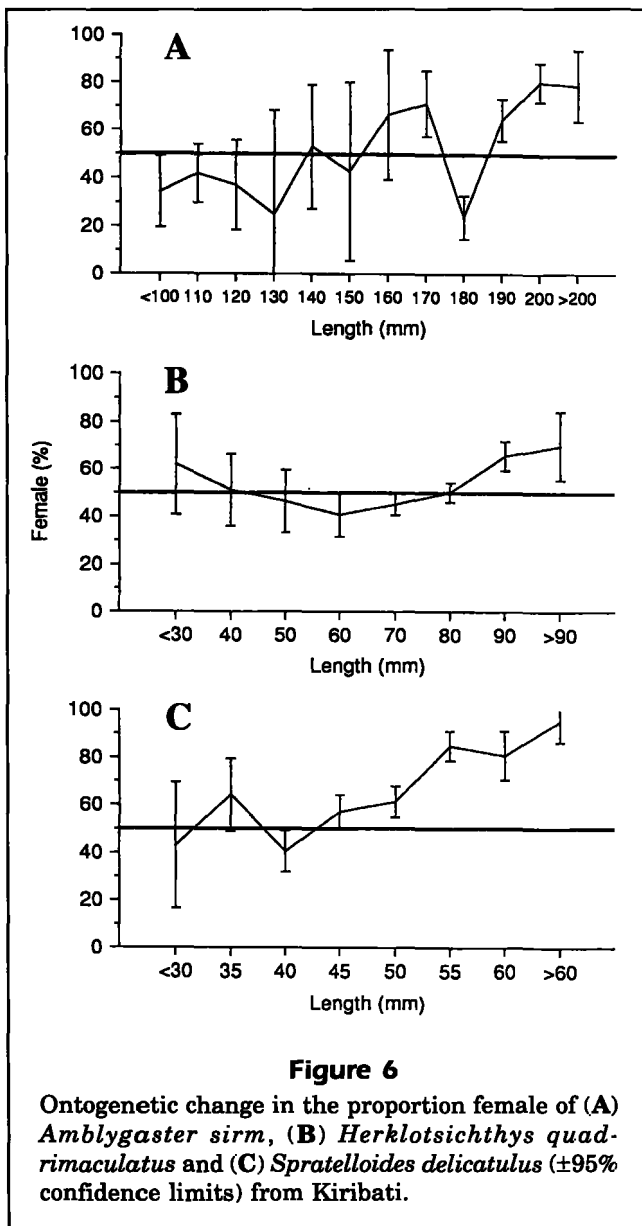 A
100
80
60
40
20
0
<100 110 120 130 140 150 160 170 180 190 200 >200
Length (mm)
B
100
80
60
40
20
0
Female (%)
<30 40 50 60 70 80 90 >90
Length (mm)
C
100
80
60
40
20
0
<30 35 40 45 50 55 60 >60
Length (mm)
Figure 6
Ontogenetic change in the proportion female of (A)
Amblygaster sirm, (B) Herklotsichthys quad-
rimaculatus and (C) Spratelloides delicatulus (±95%
confidence limits) from Kiribati.